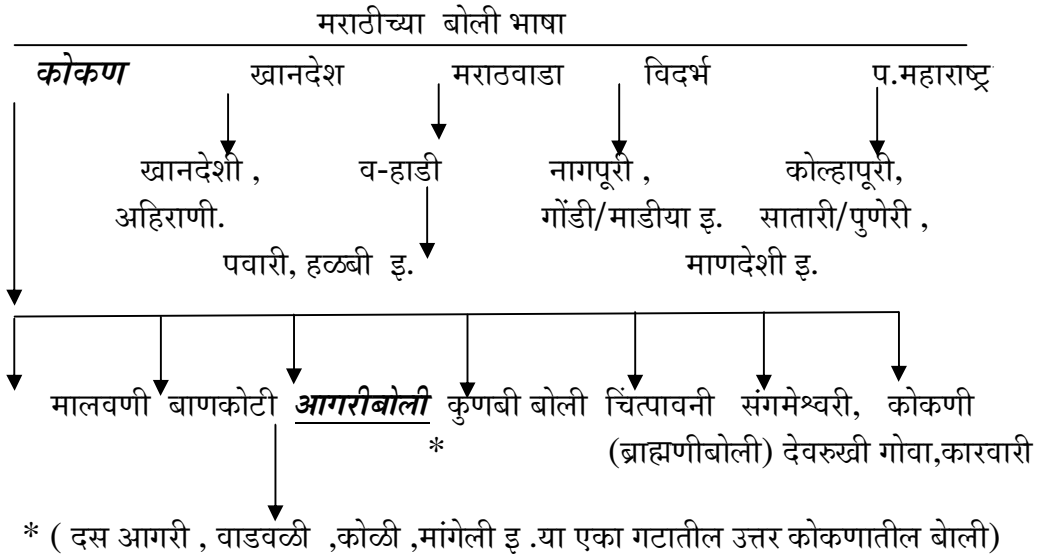 मराठीच्या बोली भाषा
कोकण खानदेश मराठवाडा विदर्भ प.महाराष्ट्र
खानदेशी , व-हाडी नागपूरी , कोल्हापूरी,
अहिराणी. गोंडी/माडीया इ. सातारी/पुणेरी ,
पवारी, हळबी इ. माणदेशी इ.
मालवणी बाणकोटी आगरीबोली कुणबी बोली चिंत्पावनी संगमेश्वरी, कोकणी
* (ब्राह्मणीबोली) देवरुखी गोवा,कारवारी
* ( दस आगरी , वाडवळी ,कोळी ,मांगेली इ .या एका गटातील उत्तर कोकणातील बोली)